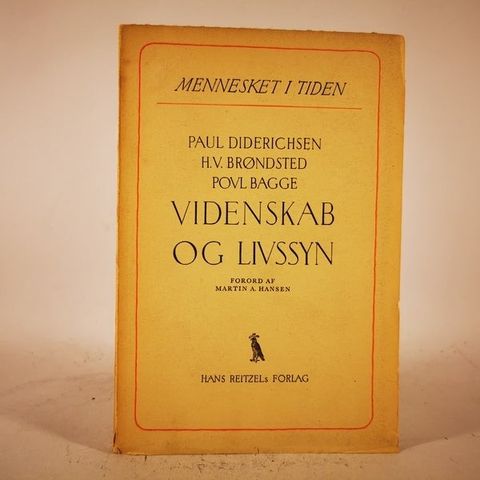 MENNESKET I TIDEN
PAUL DIDERICHSEN
H.V. BRØNDSTED
POVL BAGGE
VIDENSKAB
OG LIVSSYN
FORORD AF
MARTIN A. HANSEN
HANS REITZELs FORLAG